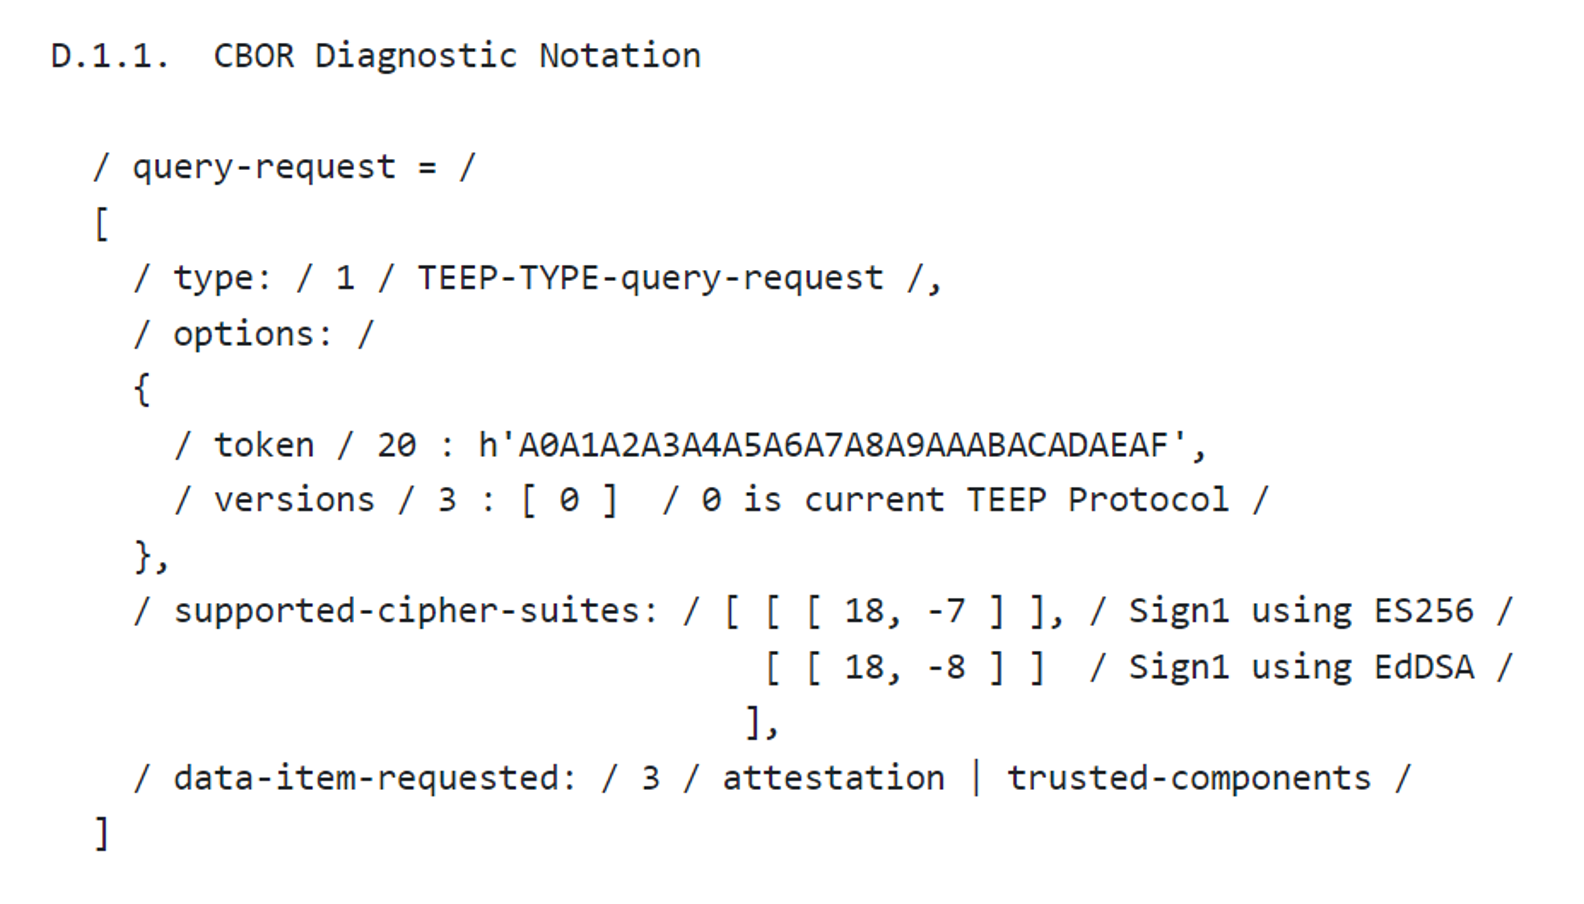 D.1.1.  CBOR Diagnostic Notation
/ query-request = /
[
/ type: / 1 / TEEP-TYPE-query-request /,
/ options: /
{
/ token / 20 : h'A0A1A2A3A4A5A6A7A8A9AAABACADAEAF',
/ versions / 3 : [ 0 ]  / 0 is current TEEP Protocol /
},
/ supported-cipher-suites: / [ [ [ 18, -7 ] ], / Sign1 using ES256 /
[ [ 18, -8 ] ]  / Sign1 using EdDSA /
],
/ data-item-requested: / 3 / attestation | trusted-components /
]